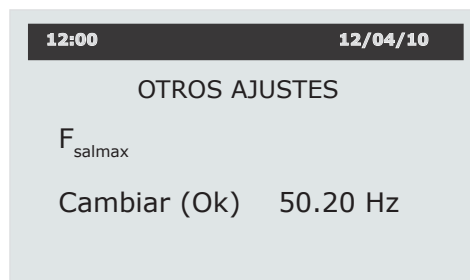 12:00 12/04/10
OTROS AJUSTES
Fsalmax
Cambiar (Ok) 50.20 Hz